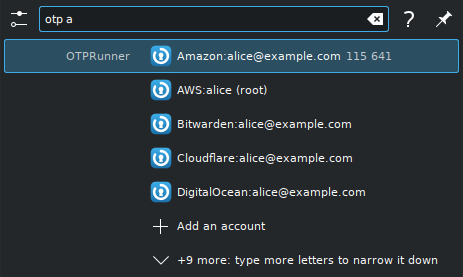 otp a
OTPRunner Amazon:alice@example.com 115 641
AWS:alice (root)
Bitwarden:alice@example.com
Cloudflare:alice@example.com
DigitalOcean:alice@example.com
Add an account
+9 more: type more letters to narrow it down